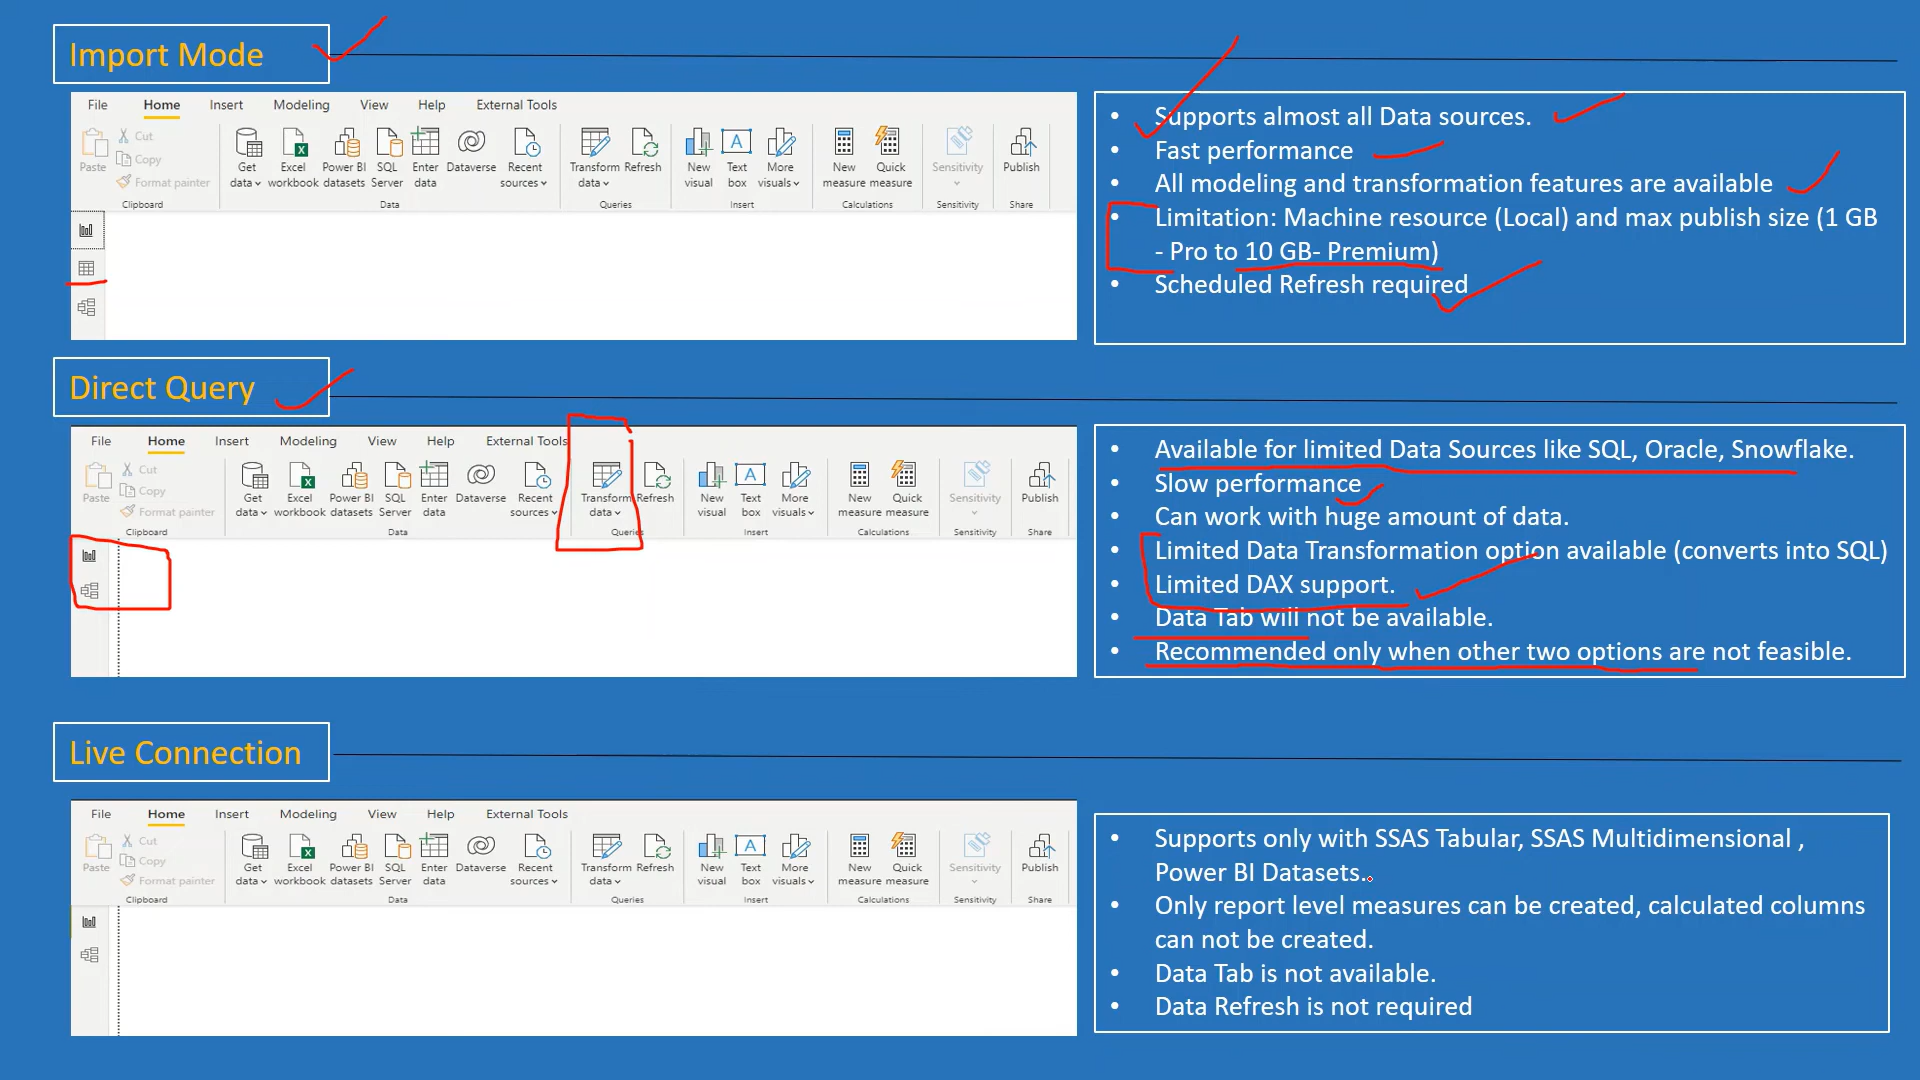 Import Mode
File Home Insert Modeling View Help External Tools
Paste
Cut
Copy
Format painter
Clipboard
Get data
Excel workbook
Power BI datasets
SQL Server
Enter data
Dataverse
Recent sources
Data
Transform data
Refresh
Queries
New visual
Text box
More visuals
Insert
New measure
Quick measure
Calculations
Sensitivity
Sensitivity
Publish
Share
• Supports almost all Data sources.
• Fast performance
• All modeling and transformation features are available
• Limitation: Machine resource (Local) and max publish size (1 GB
- Pro to 10 GB- Premium)
• Scheduled Refresh required
Direct Query
File Home Insert Modeling View Help External Tools
Paste
Cut
Copy
Format painter
Clipboard
Get data
Excel workbook
Power BI datasets
SQL Server
Enter data
Dataverse
Recent sources
Data
Transform data
Refresh
Queries
New visual
Text box
More visuals
Insert
New measure
Quick measure
Calculations
Sensitivity
Sensitivity
Publish
Share
• Available for limited Data Sources like SQL, Oracle, Snowflake.
• Slow performance
• Can work with huge amount of data.
• Limited Data Transformation option available (converts into SQL)
• Limited DAX support.
• Data Tab will not be available.
• Recommended only when other two options are not feasible.
Live Connection
File Home Insert Modeling View Help External Tools
Paste
Cut
Copy
Format painter
Clipboard
Get data
Excel workbook
Power BI datasets
SQL Server
Enter data
Dataverse
Recent sources
Data
Transform data
Refresh
Queries
New visual
Text box
More visuals
Insert
New measure
Quick measure
Calculations
Sensitivity
Sensitivity
Publish
Share
• Supports only with SSAS Tabular, SSAS Multidimensional ,
Power BI Datasets..
• Only report level measures can be created, calculated columns
can not be created.
• Data Tab is not available.
• Data Refresh is not required